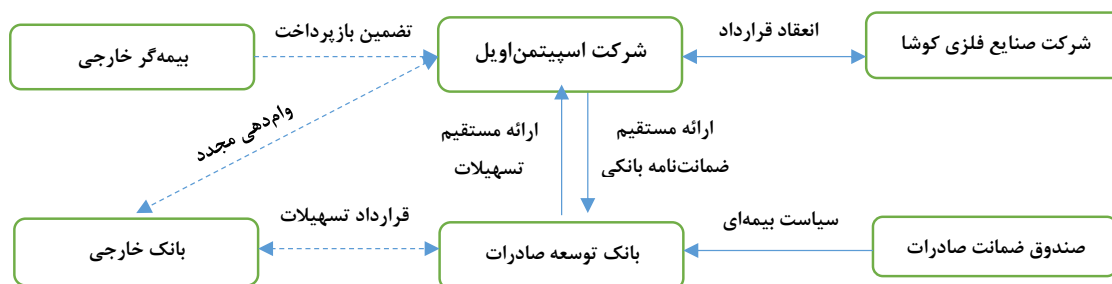 شرکت صنایع فلزی کوشا
انعقاد قرارداد
شرکت اسپیتمن‌اویل
تضمین بازپرداخت
بیمه‌گر خارجی
وام‌دهی مجدد
ارائه مستقیم
ضمانت‌نامه بانکی
ارائه مستقیم
تسهیلات
صندوق ضمانت صادرات
سیاست بیمه‌ای
بانک توسعه صادرات
قرارداد تسهیلات
بانک خارجی